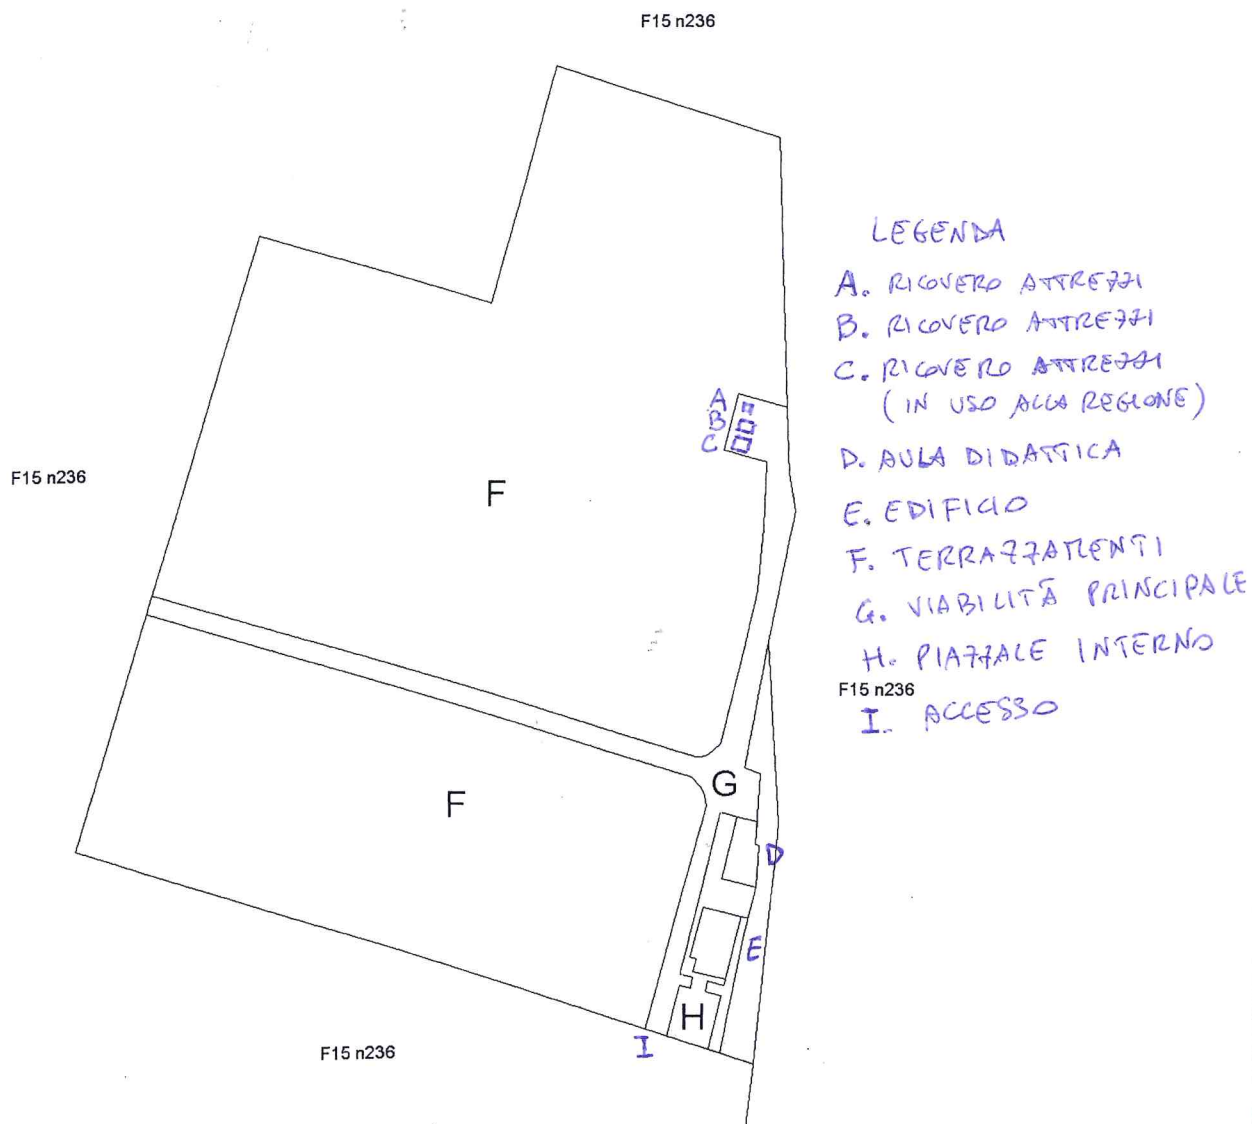 F15 n236
LEGENDA
A. RICOVERO ATTREZZI
B. RICOVERO ATTREZZI
C. RICOVERO ATTREZZI
(IN USO ALLA REGIONE)
A
B
C
D. AULA DIDATTICA
F15 n236
F
E. EDIFICIO
F. TERRAZZAMENTI
G. VIABILITÀ PRINCIPALE
H. PIAZZALE INTERNO
F15 n236
I. ACCESSO
G
F
D
E
H
I
F15 n236